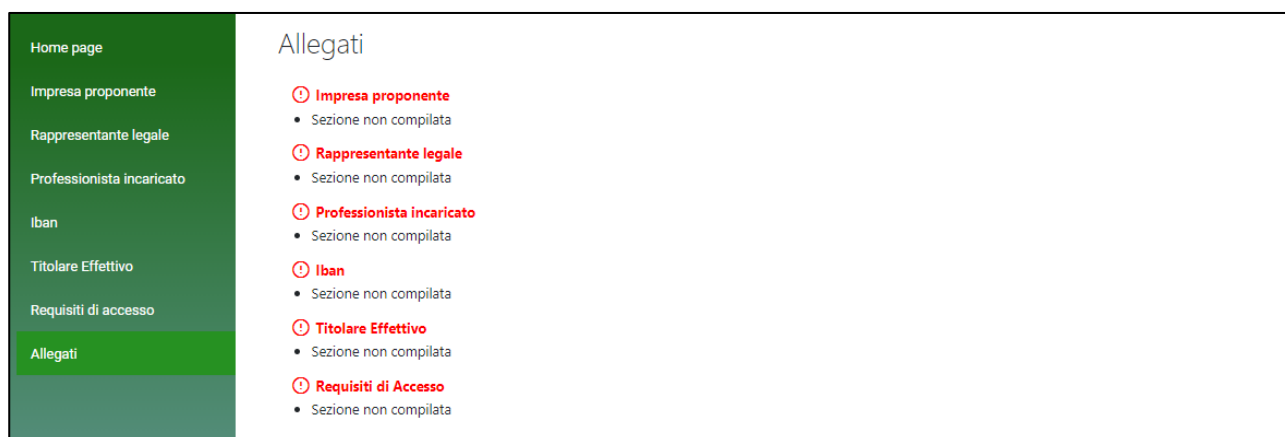 Home page
Impresa proponente
Rappresentante legale
Professionista incaricato
Iban
Titolare Effettivo
Requisiti di accesso
Allegati
Allegati
Impresa proponente
• Sezione non compilata
Rappresentante legale
• Sezione non compilata
Professionista incaricato
• Sezione non compilata
Iban
• Sezione non compilata
Titolare Effettivo
• Sezione non compilata
Requisiti di Accesso
• Sezione non compilata